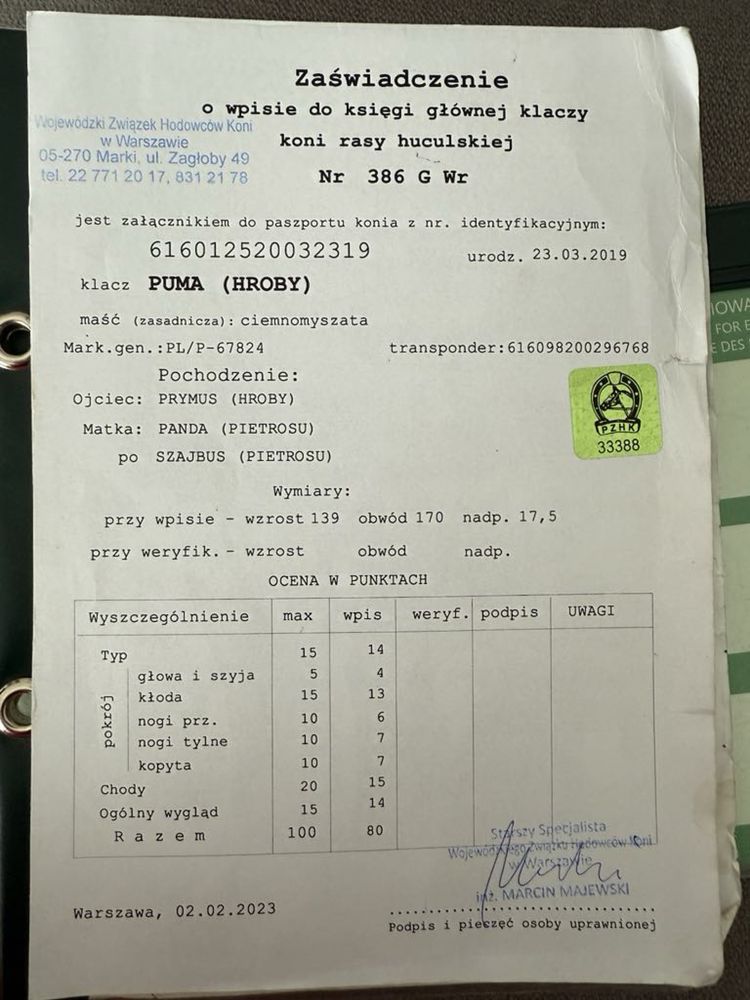 Zaświadczenie
o wpisie do księgi głównej klaczy
koni rasy huculskiej
Nr 386 G Wr
Wojewódzki Związek Hodowców Koni
w Warszawie
05-270 Marki, ul. Zagłoby 49
tel. 22 771 20 17, 831 21 78
jest załącznikiem do paszportu konia z nr. identyfikacyjnym:
616012520032319 urodz. 23.03.2019
klacz PUMA (HROBY)
maść (zasadnicza): ciemnomyszata
Mark.gen.:PL/P-67824 transponder:616098200296768
Pochodzenie:
Ojciec: PRYMUS (HROBY)
Matka: PANDA (PIETROSU)
po SZAJBUS (PIETROSU)
PZHK
33388
Wymiary:
przy wpisie - wzrost 139 obwód 170 nadp. 17,5
przy weryfik. - wzrost obwód nadp.
OCENA W PUNKTACH
Wyszczególnienie max wpis weryf. podpis UWAGI
Typ 15 14
pokrój
głowa i szyja 5 4
kłoda 15 13
nogi prz. 10 6
nogi tylne 10 7
kopyta 10 7
Chody 20 15
Ogólny wygląd 15 14
Razem 100 80
Starszy Specjalista
Wojewódzkiego Związku Hodowców Koni
w Warszawie
inż. MARCIN MAJEWSKI
Warszawa, 02.02.2023
Podpis i pieczęć osoby uprawnionej
FOR
DES